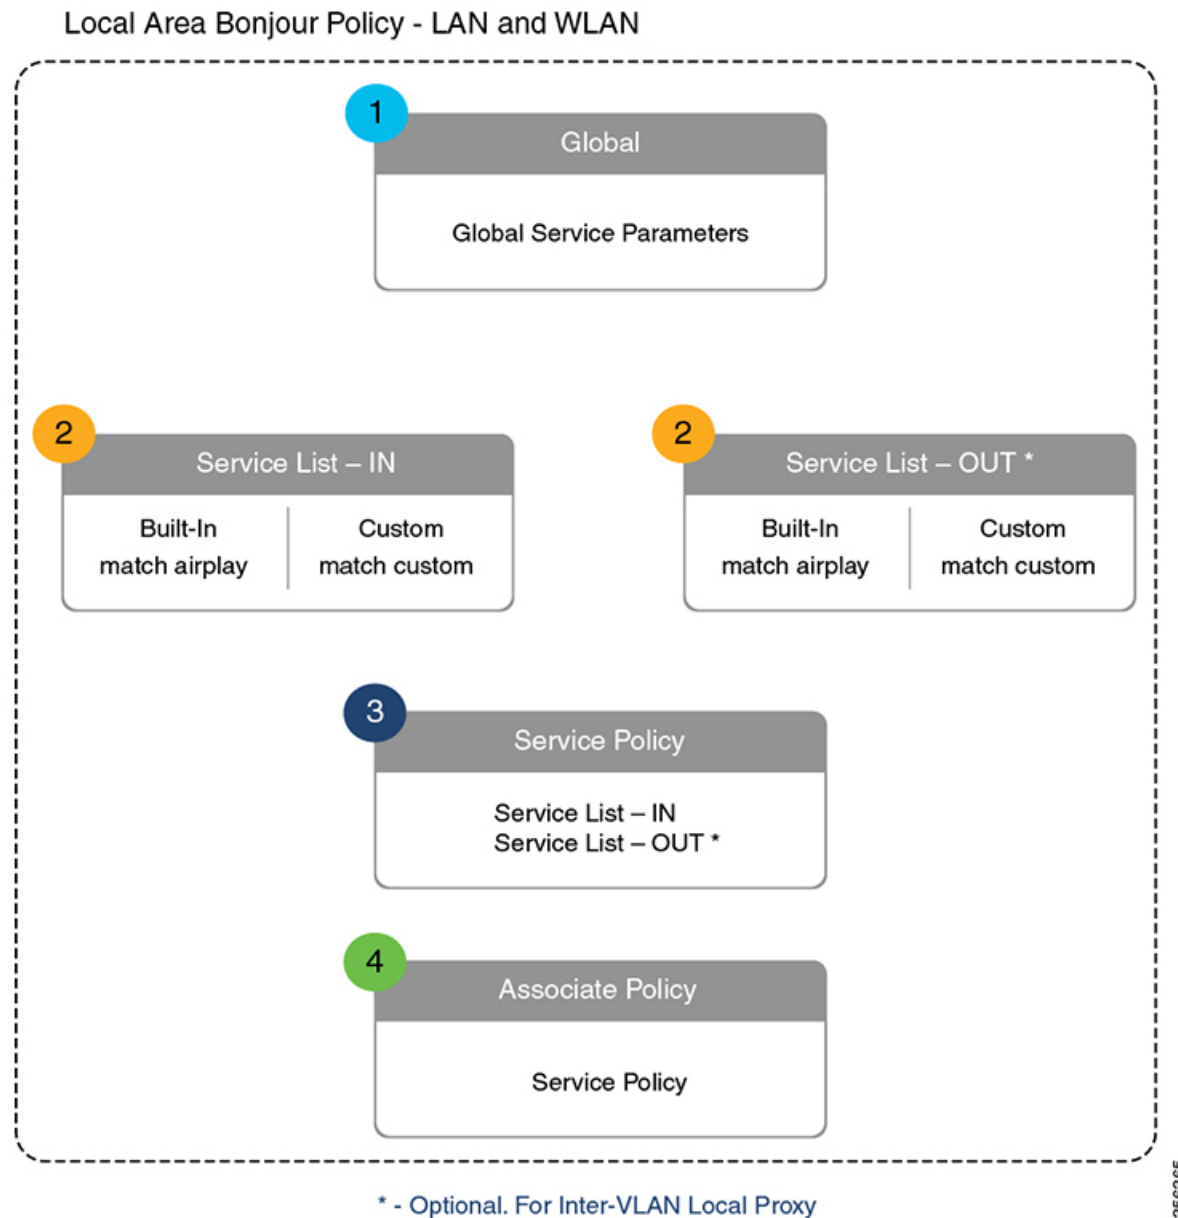 Local Area Bonjour Policy - LAN and WLAN
1
Global
Global Service Parameters
2
Service List – IN
Built-In
match airplay
Custom
match custom
2
Service List – OUT *
Built-In
match airplay
Custom
match custom
3
Service Policy
Service List – IN
Service List – OUT *
4
Associate Policy
Service Policy
* - Optional. For Inter-VLAN Local Proxy